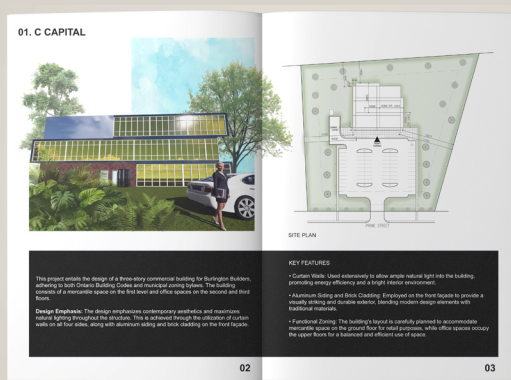 01. C CAPITAL
SITE PLAN
This project entails the design of a three-story commercial building for Burlington Builders,
adhering to both Ontario Building Codes and municipal zoning bylaws. The building
consists of a mercantile space on the first level and office spaces on the second and third
floors.
Design Emphasis: The design emphasizes contemporary aesthetics and maximizes
natural lighting throughout the structure. This is achieved through the utilization of curtain
walls on all four sides, along with aluminum siding and brick cladding on the front façade.
02
KEY FEATURES
• Curtain Walls: Used extensively to allow ample natural light into the building,
promoting energy efficiency and a bright interior environment.
• Aluminum Siding and Brick Cladding: Employed on the front façade to provide a
visually striking and durable exterior, blending modern design elements with
traditional materials.
• Functional Zoning: The building's layout is carefully planned to accommodate
mercantile space on the ground floor for retail purposes, while office spaces occupy
the upper floors for a balanced and efficient use of space.
03